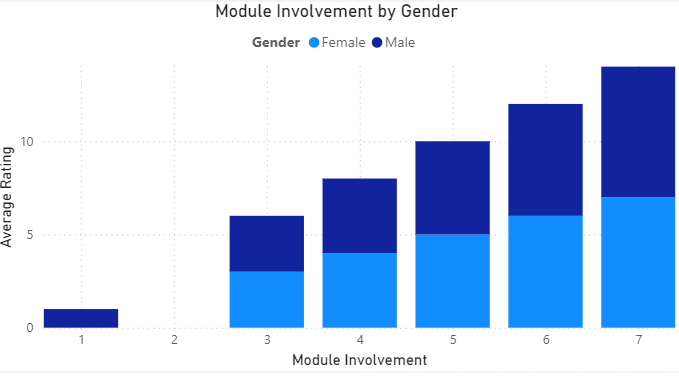 Module Involvement by Gender
Gender Female Male
10
5
0
Average Rating
1 2 3 4 5 6 7
Module Involvement